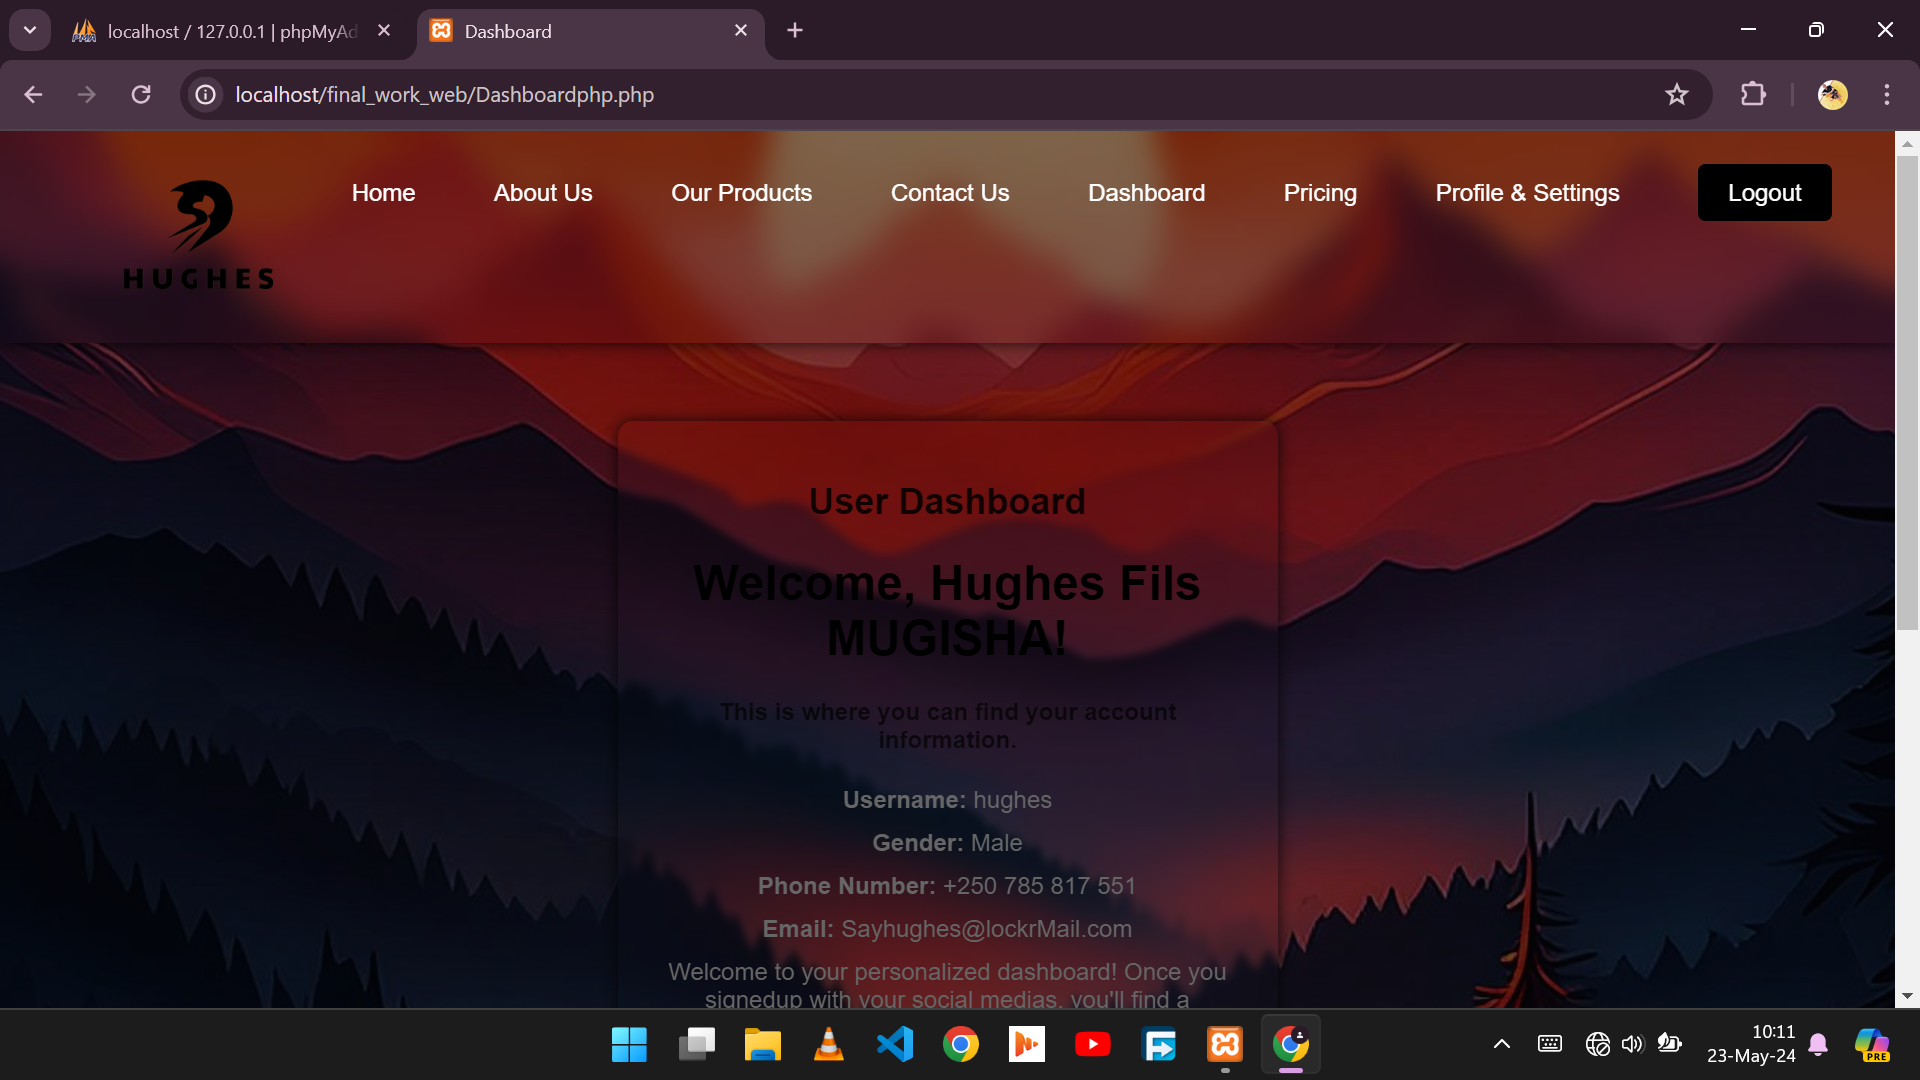 localhost / 127.0.0.1 | phpMyAd
Dashboard
localhost/final_work_web/Dashboardphp.php
HUGHES
Home
About Us
Our Products
Contact Us
Dashboard
Pricing
Profile & Settings
Logout
User Dashboard
Welcome, Hughes Fils
MUGISHA!
This is where you can find your account
information.
Username: hughes
Gender: Male
Phone Number: +250 785 817 551
Email: Sayhughes@lockrMail.com
Welcome to your personalized dashboard! Once you
signedup with your social medias, you'll find a
10:11
23-May-24
PRE